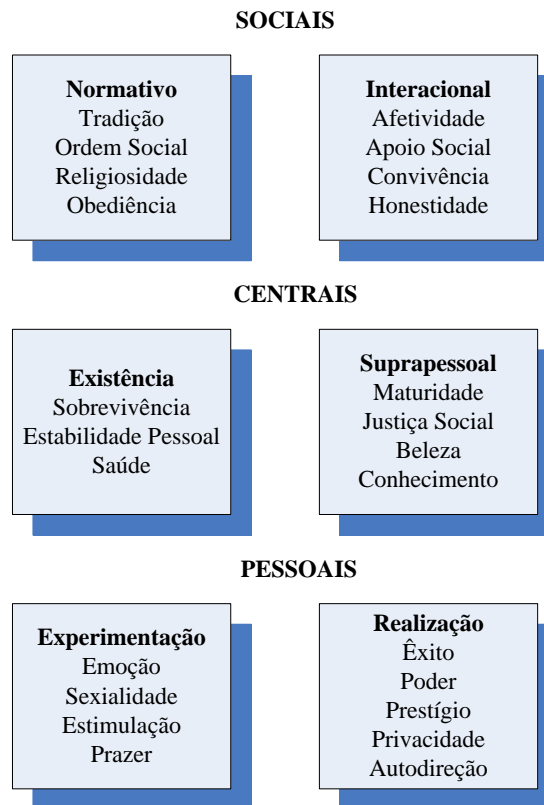 SOCIAIS
Normativo
Tradição
Ordem Social
Religiosidade
Obediência
Interacional
Afetividade
Apoio Social
Convivência
Honestidade
CENTRAIS
Existência
Sobrevivência
Estabilidade Pessoal
Saúde
Suprapessoal
Maturidade
Justiça Social
Beleza
Conhecimento
PESSOAIS
Experimentação
Emoção
Sexialidade
Estimulação
Prazer
Realização
Êxito
Poder
Prestígio
Privacidade
Autodireção